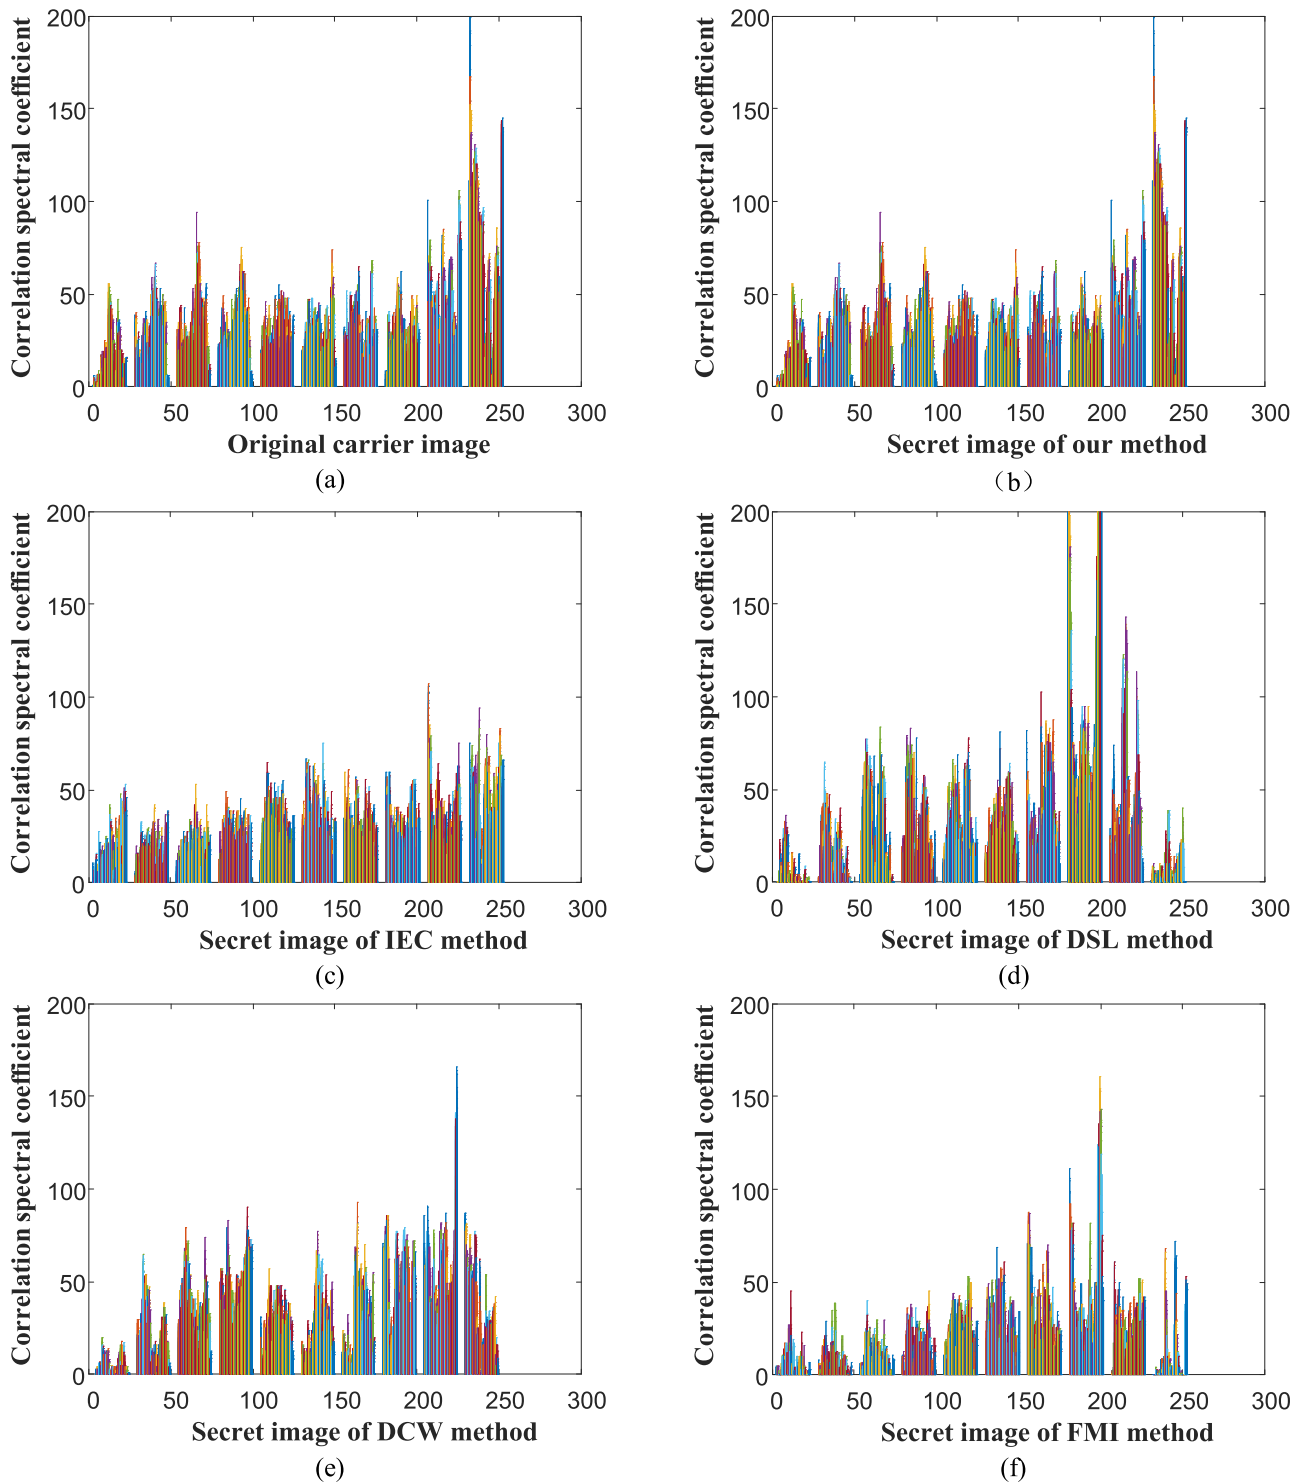 Correlation spectral coefficient
200
150
100
50
0
0 50 100 150 200 250 300
Original carrier image
(a)
Correlation spectral coefficient
200
150
100
50
0
0 50 100 150 200 250 300
Secret image of our method
（b）
Correlation spectral coefficient
200
150
100
50
0
0 50 100 150 200 250 300
Secret image of IEC method
(c)
Correlation spectral coefficient
200
150
100
50
0
0 50 100 150 200 250 300
Secret image of DSL method
(d)
Correlation spectral coefficient
200
150
100
50
0
0 50 100 150 200 250 300
Secret image of DCW method
(e)
Correlation spectral coefficient
200
150
100
50
0
0 50 100 150 200 250 300
Secret image of FMI method
(f)